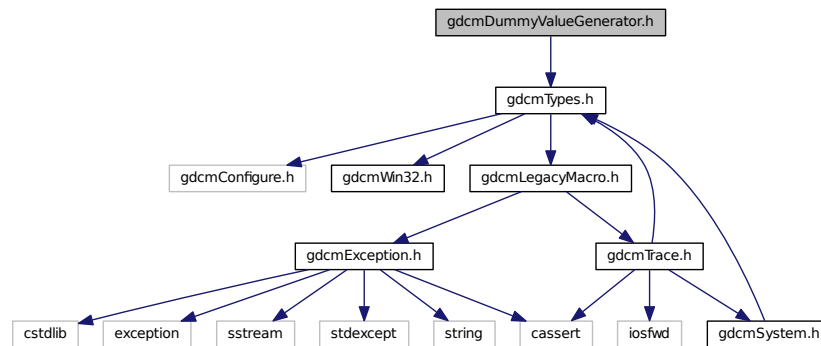 gdcmDummyValueGenerator.h
gdcmTypes.h
gdcmConfigure.h
gdcmWin32.h
gdcmLegacyMacro.h
gdcmException.h
gdcmTrace.h
cstdlib
exception
sstream
stdexcept
string
cassert
iosfwd
gdcmSystem.h